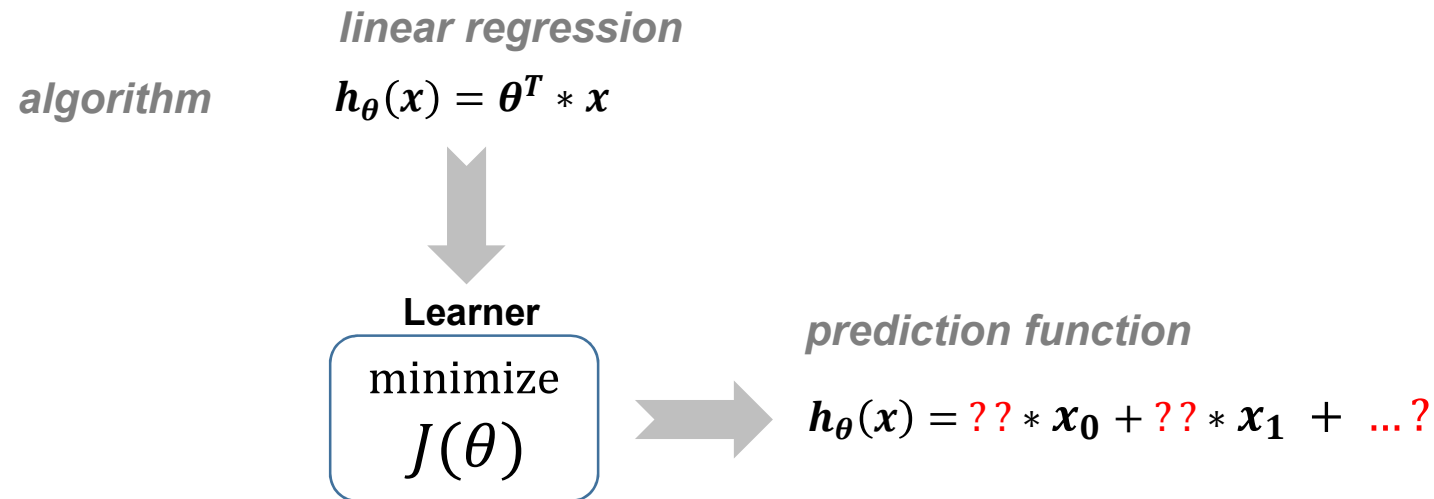 linear regression
algorithm
h_θ(x) = θ^T * x
Learner
minimize
J(θ)
prediction function
h_θ(x) = ?? * x_0 + ?? * x_1 + ...?